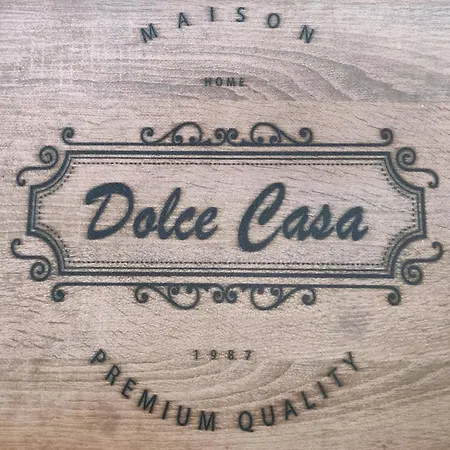 MAISON
HOME
Dolce Casa
1987
PREMIUM QUALITY